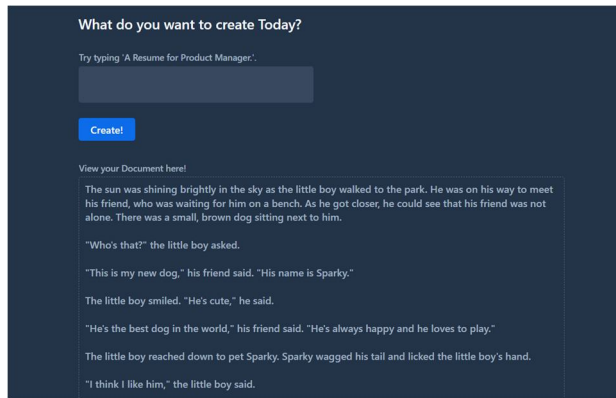 What do you want to create Today?
Try typing 'A Resume for Product Manager.'.
Create!
View your Document here!
The sun was shining brightly in the sky as the little boy walked to the park. He was on his way to meet
his friend, who was waiting for him on a bench. As he got closer, he could see that his friend was not
alone. There was a small, brown dog sitting next to him.
"Who's that?" the little boy asked.
"This is my new dog," his friend said. "His name is Sparky."
The little boy smiled. "He's cute," he said.
"He's the best dog in the world," his friend said. "He's always happy and he loves to play."
The little boy reached down to pet Sparky. Sparky wagged his tail and licked the little boy's hand.
"I think I like him," the little boy said.